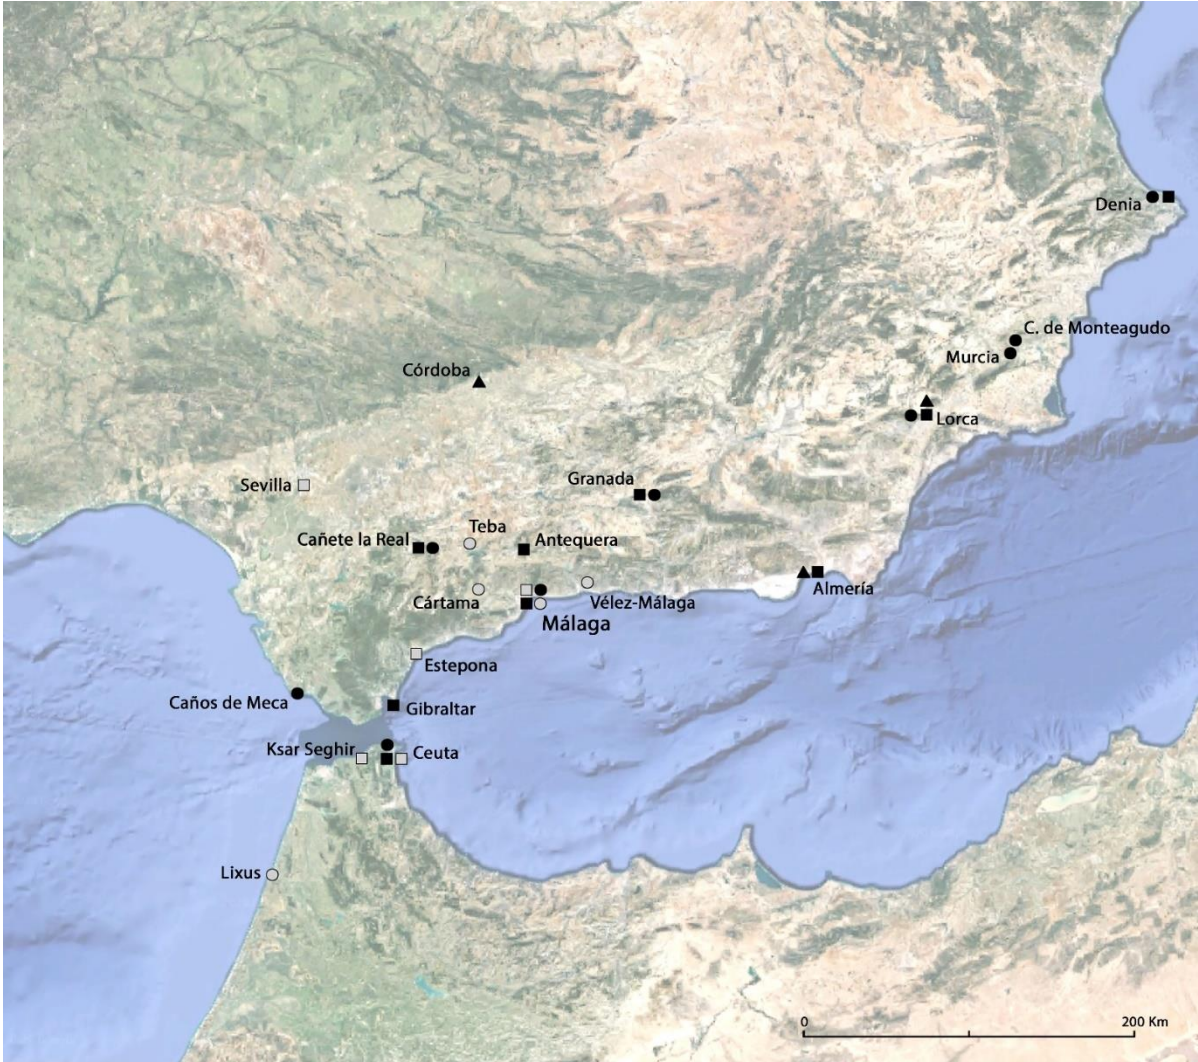 Denia
C. de Monteagudo
Murcia
Córdoba
Lorca
Granada
Sevilla
Teba
Cañete la Real
Antequera
Almería
Cártama
Vélez-Málaga
Málaga
Estepona
Caños de Meca
Gibraltar
Ksar Seghir
Ceuta
Lixus
0 200 Km